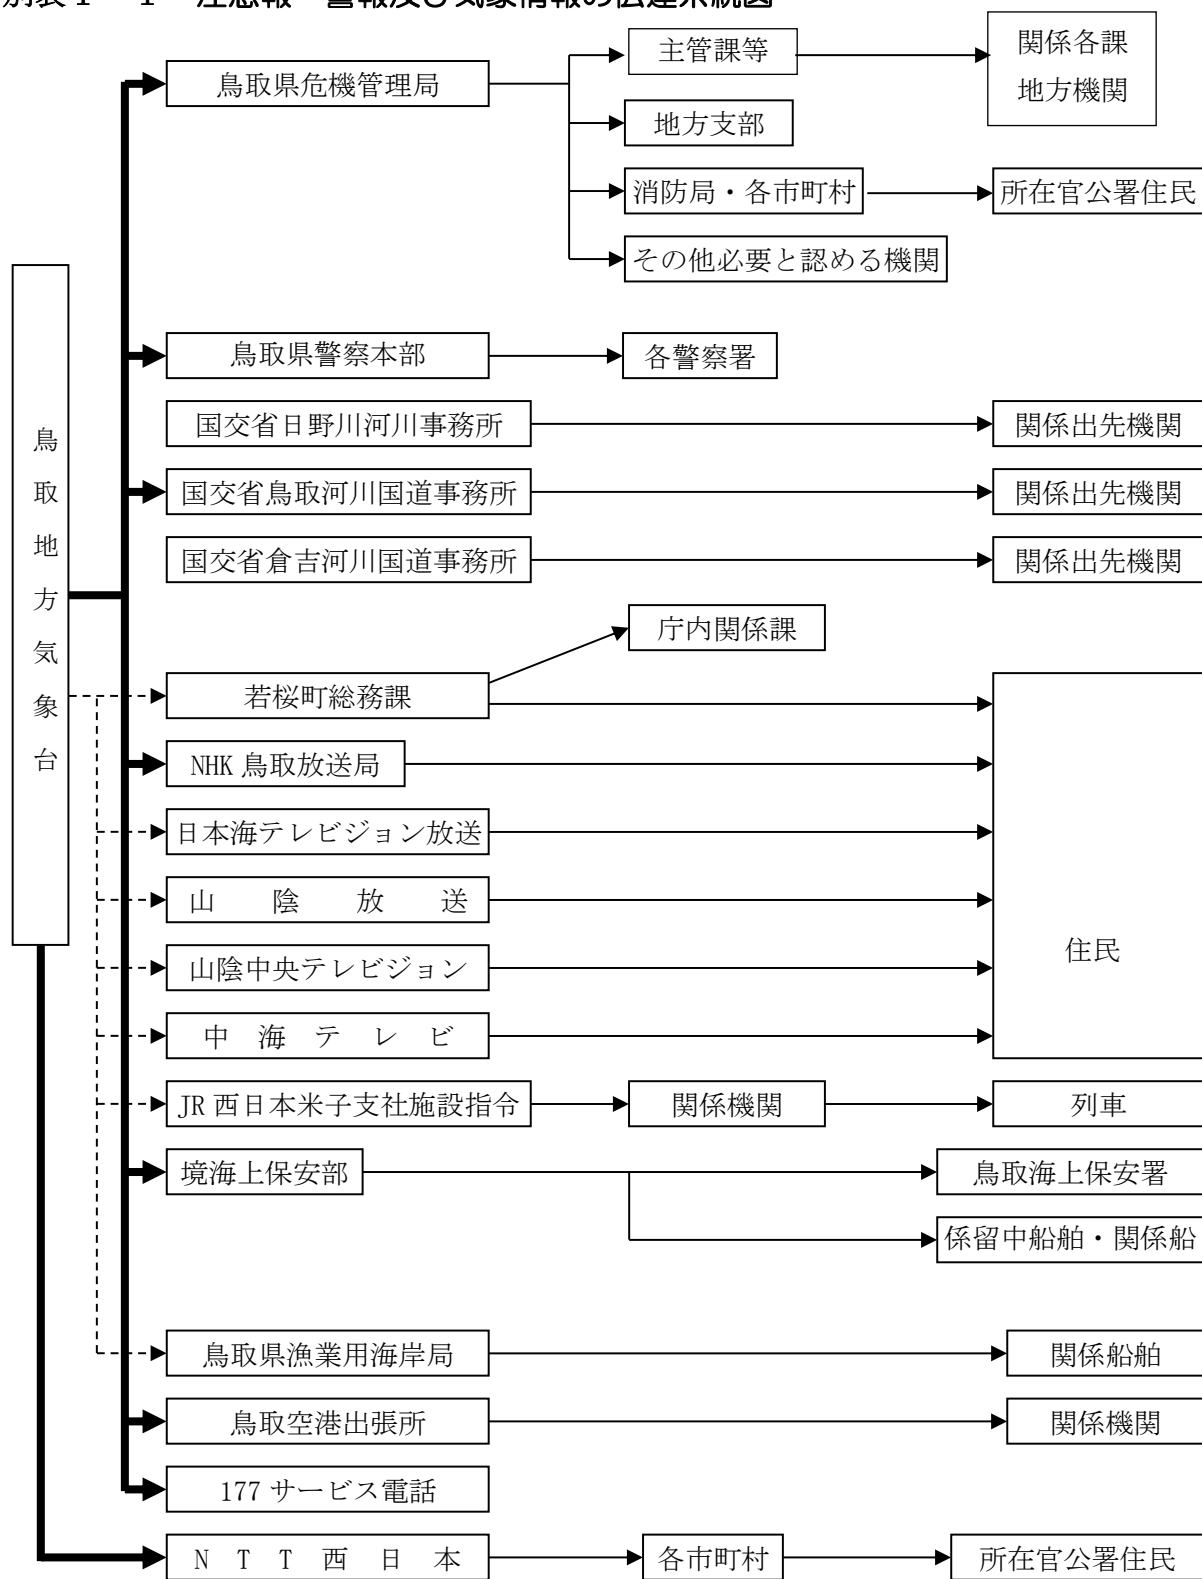 別表1－1 注意報・警報及び気象情報の伝達系統図
鳥取地方気象台
鳥取県危機管理局
主管課等
関係各課
地方機関
地方支部
消防局・各市町村
所在官公署住民
その他必要と認める機関
鳥取県警察本部
各警察署
国交省日野川河川事務所
関係出先機関
国交省鳥取河川国道事務所
関係出先機関
国交省倉吉河川国道事務所
関係出先機関
庁内関係課
若桜町総務課
NHK 鳥取放送局
日本海テレビジョン放送
山陰放送
山陰中央テレビジョン
中海テレビ
住民
JR 西日本米子支社施設指令
関係機関
列車
境海上保安部
鳥取海上保安署
係留中船舶・関係船
鳥取県漁業用海岸局
関係船舶
鳥取空港出張所
関係機関
177 サービス電話
NTT西日本
各市町村
所在官公署住民